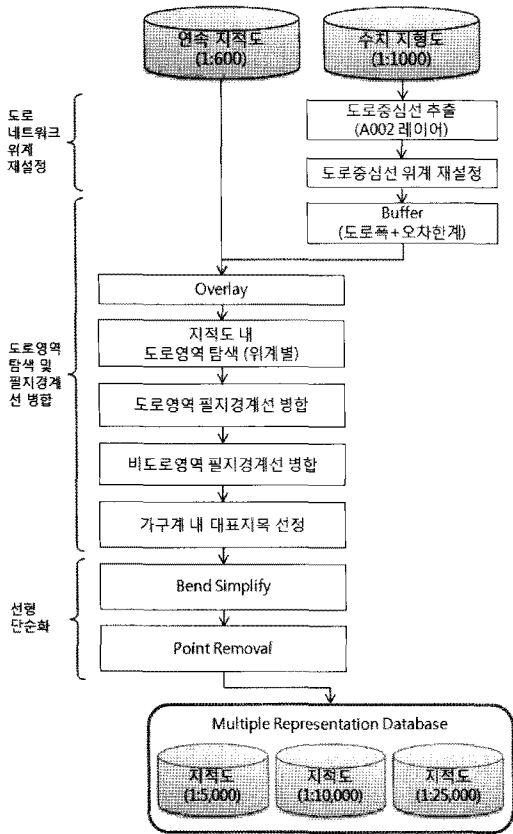 연속 지적도
(1:600)
수치 지형도
(1:1000)
도로
네트워크
위계
재설정
도로중심선 추출
(A002 레이어)
도로중심선 위계 재설정
Buffer
(도로폭+오차한계)
도로영역
탐색 및
필지경계
선 병합
Overlay
지적도 내
도로영역 탐색 (위계별)
도로영역 필지경계선 병합
비도로영역 필지경계선 병합
가구계 내 대표지목 선정
선형
단순화
Bend Simplify
Point Removal
Multiple Representation Database
지적도
(1:5,000)
지적도
(1:10,000)
지적도
(1:25,000)